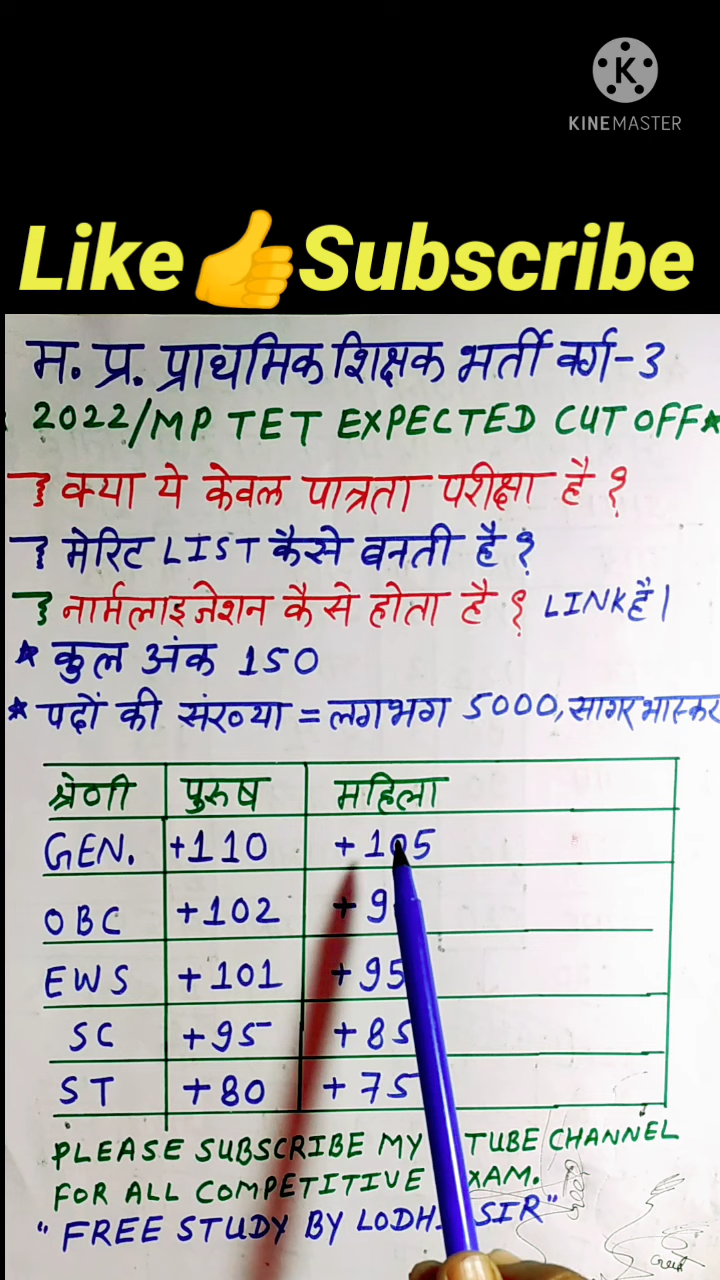 KINEMASTER
Like Subscribe
म. प्र. प्राथमिक शिक्षक भर्ती वर्ग-3
2022/MP TET EXPECTED CUT OFF
क्या ये केवल पात्रता परीक्षा है ?
मेरिट LIST कैसे बनती है ?
नार्मलाइजेशन कैसे होता है ? LINK है।
* कुल अंक 150
* पदों की संख्या = लगभग 5000, सागर भास्कर
श्रेणी पुरुष महिला
GEN. +110 +105
OBC +102
EWS +101 +95
SC +95 +85
ST +80 +75
PLEASE SUBSCRIBE MY TUBE CHANNEL
FOR ALL COMPETITIVE
"FREE STUDY BY SIR"